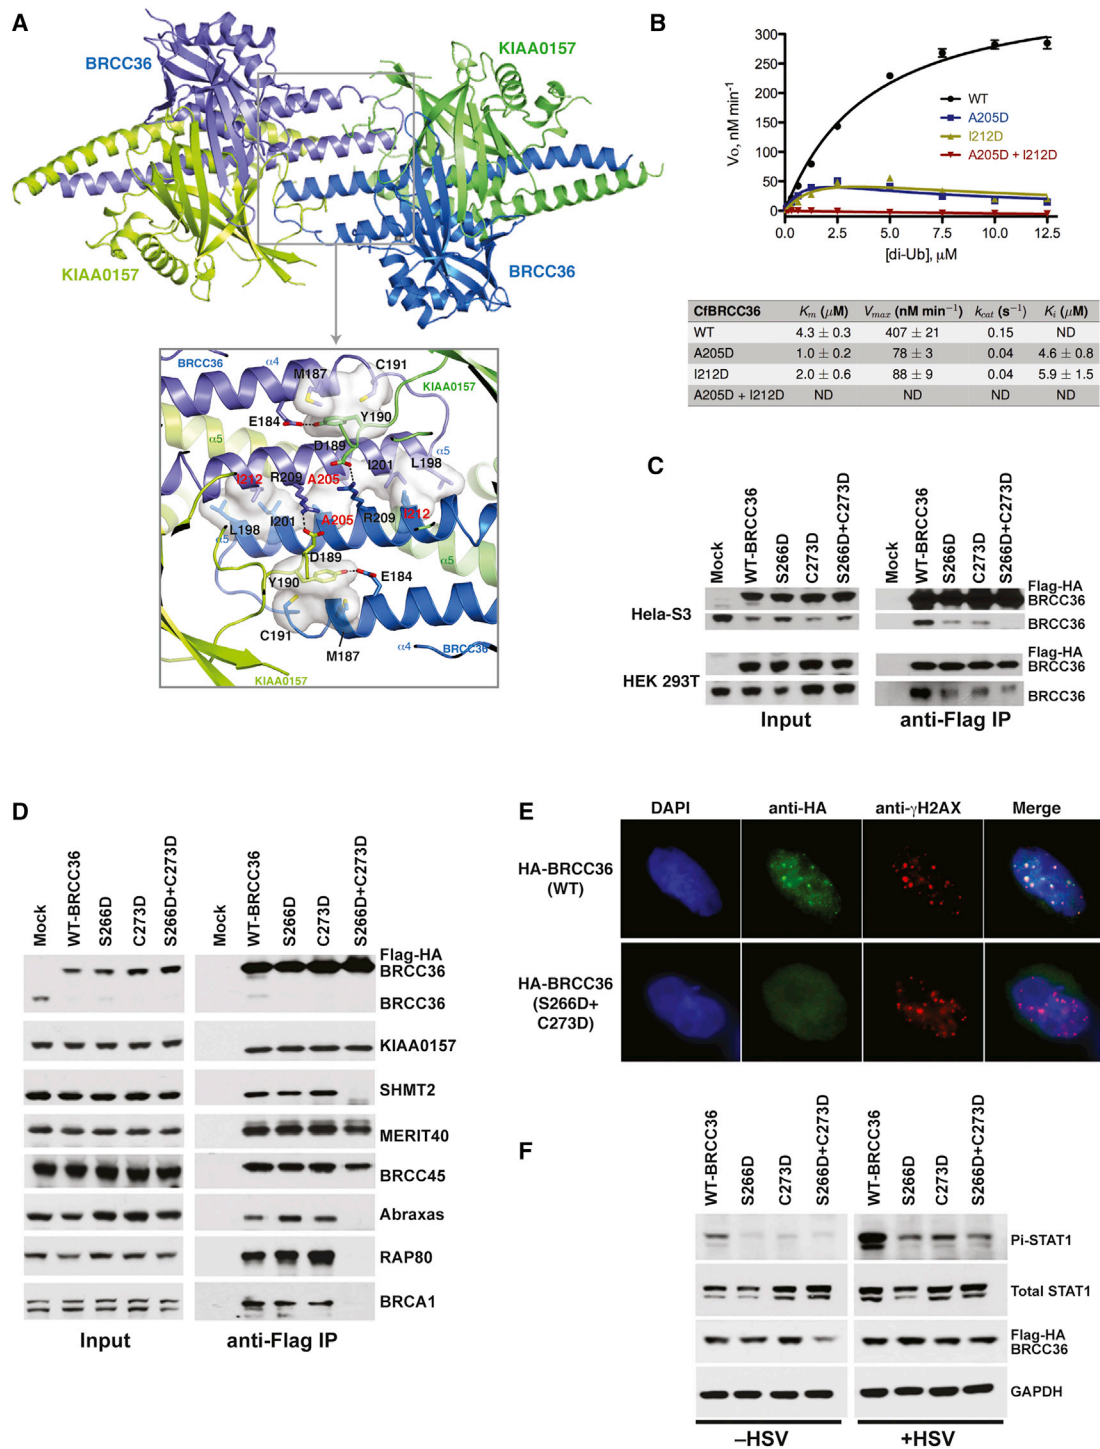 A
BRCC36
KIAA0157
KIAA0157
BRCC36
BRCC36
α4
M187
C191
KIAA0157
E184
Y190
α5
D189
α5
I201
L198
I212
R209
A205
L198
I201
A205
R209
I212
α5
D189
α5
Y190
E184
C191
M187
α4
BRCC36
KIAA0157
B
Vo, nM min⁻¹
300
250
200
150
100
50
0
WT
A205D
I212D
A205D + I212D
0.0 2.5 5.0 7.5 10.0 12.5
[di-Ub], μM
CfBRCC36 Km (μM) Vmax (nM min⁻¹) kcat (s⁻¹) Ki (μM)
WT 4.3 ± 0.3 407 ± 21 0.15 ND
A205D 1.0 ± 0.2 78 ± 3 0.04 4.6 ± 0.8
I212D 2.0 ± 0.6 88 ± 9 0.04 5.9 ± 1.5
A205D + I212D ND ND ND ND
C
Mock WT-BRCC36 S266D C273D S266D+C273D
Mock WT-BRCC36 S266D C273D S266D+C273D
Hela-S3
Flag-HA
BRCC36
BRCC36
HEK 293T
Flag-HA
BRCC36
BRCC36
Input
anti-Flag IP
D
Mock WT-BRCC36 S266D C273D S266D+C273D
Mock WT-BRCC36 S266D C273D S266D+C273D
Flag-HA
BRCC36
BRCC36
KIAA0157
SHMT2
MERIT40
BRCC45
Abraxas
RAP80
BRCA1
Input
anti-Flag IP
E
DAPI anti-HA anti-γH2AX Merge
HA-BRCC36
(WT)
HA-BRCC36
(S266D+
C273D)
F
WT-BRCC36 S266D C273D S266D+C273D
WT-BRCC36 S266D C273D S266D+C273D
Pi-STAT1
Total STAT1
Flag-HA
BRCC36
GAPDH
–HSV
+HSV